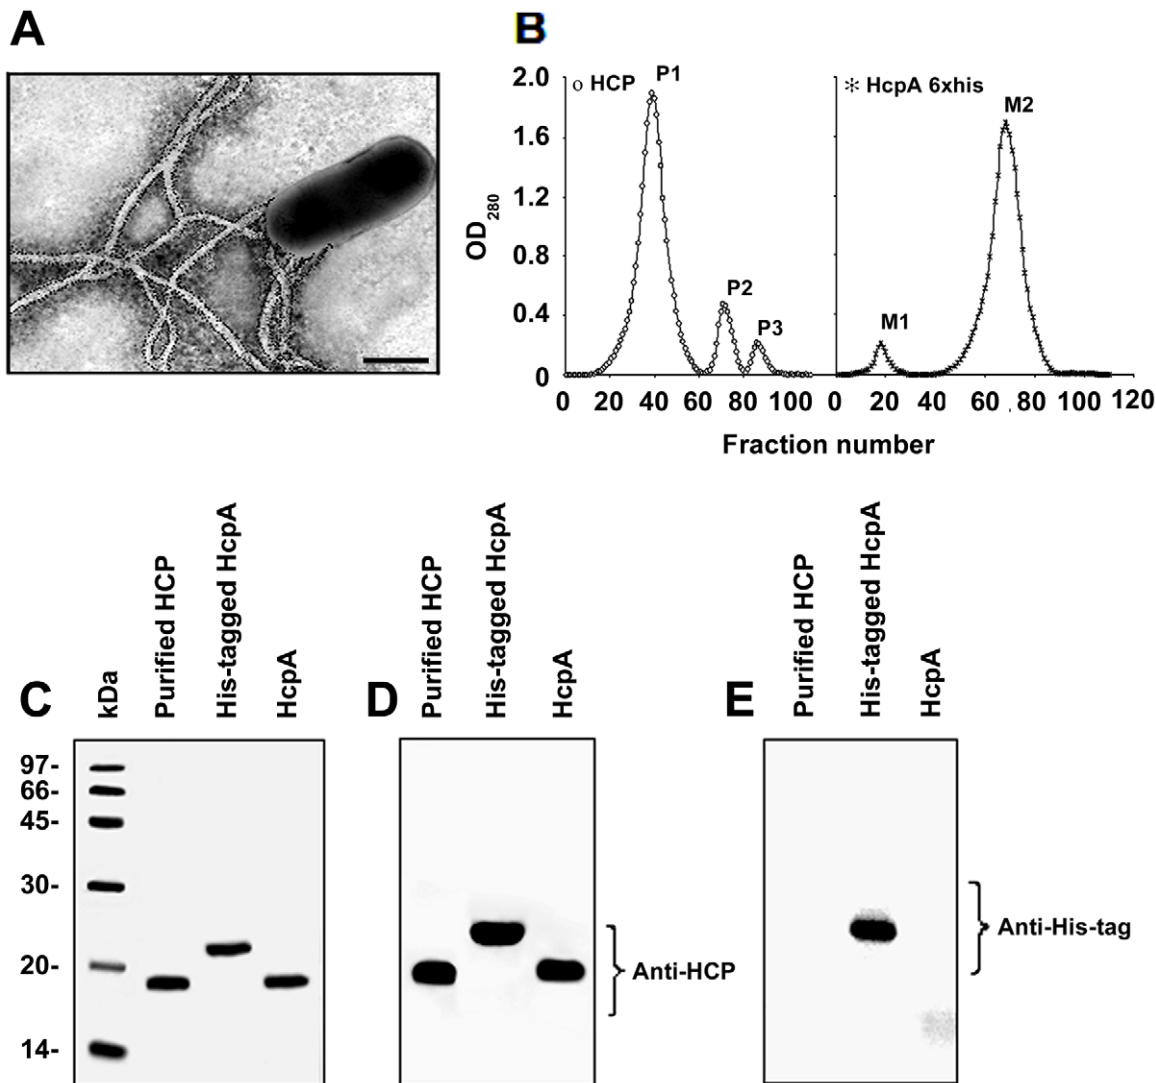 A
B
2.0
1.6
1.2
0.8
0.4
0
OD280
o HCP
P1
P2
P3
* HcpA 6xhis
M1
M2
0 20 40 60 80 100 0 20 40 60 80 100 120
Fraction number
C
kDa
Purified HCP
His-tagged HcpA
HcpA
97-
66-
45-
30-
20-
14-
D
Purified HCP
His-tagged HcpA
HcpA
Anti-HCP
E
Purified HCP
His-tagged HcpA
HcpA
Anti-His-tag